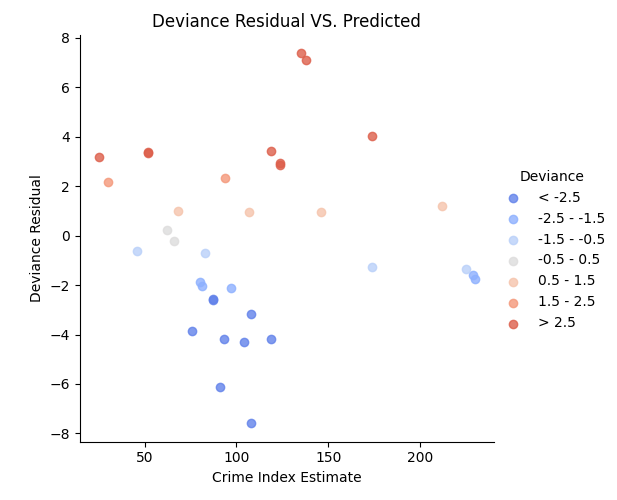 Deviance Residual VS. Predicted
8
6
4
2
0
−2
−4
−6
−8
Deviance Residual
50
100
150
200
Crime Index Estimate
Deviance
< -2.5
-2.5 - -1.5
-1.5 - -0.5
-0.5 - 0.5
0.5 - 1.5
1.5 - 2.5
> 2.5